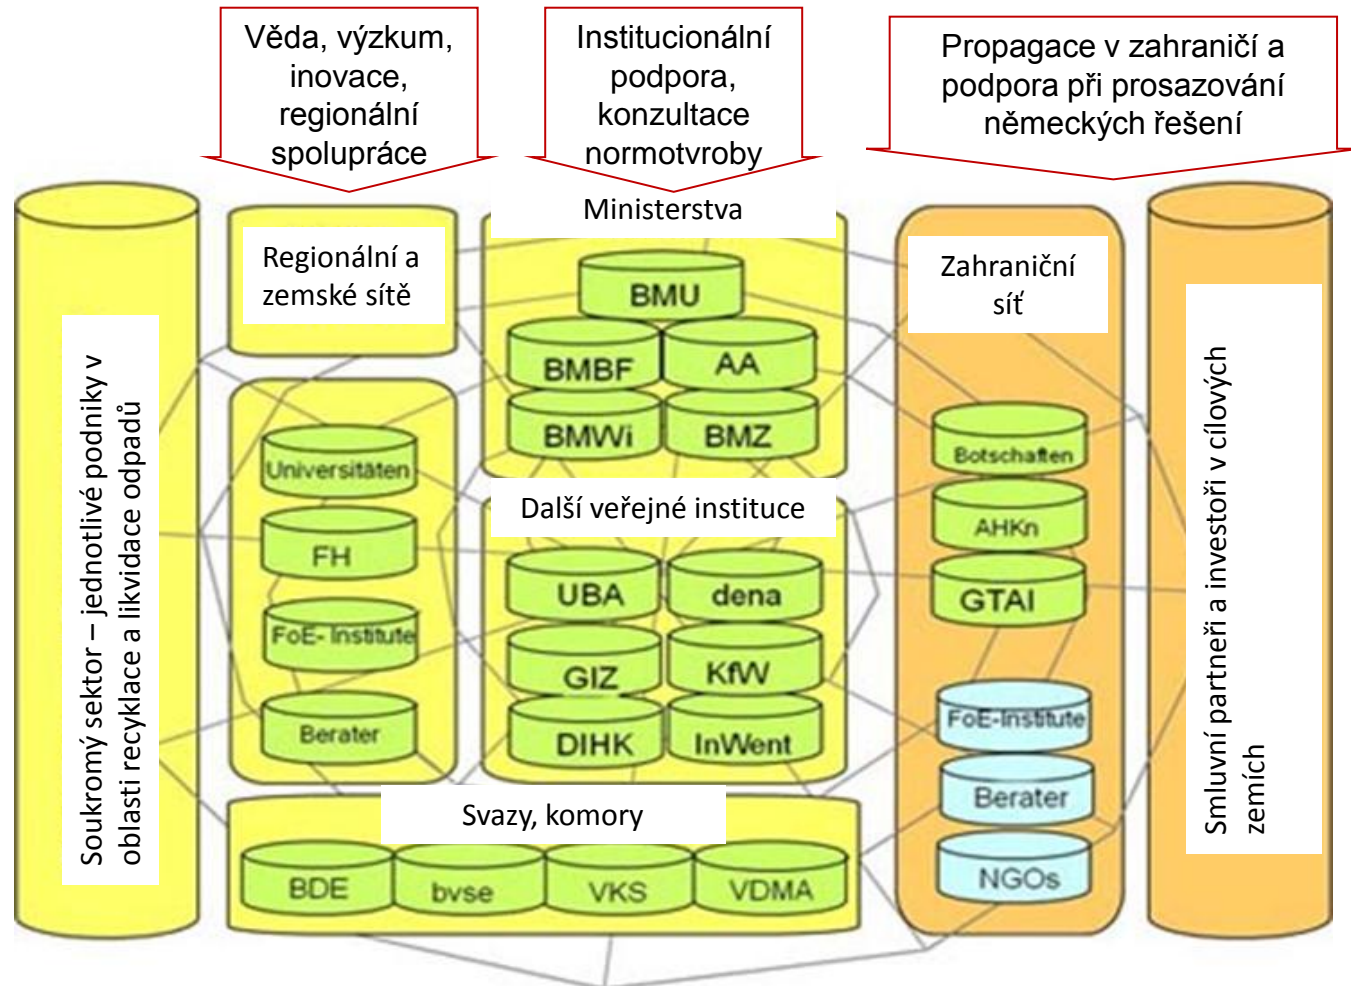 Věda, výzkum,
inovace,
regionální
spolupráce
Institucionální
podpora,
konzultace
normotvroby
Propagace v zahraničí a
podpora při prosazování
německých řešení
Soukromý sektor – jednotlivé podniky v
oblasti recyklace a likvidace odpadů
Regionální a
zemské sítě
Universitäten
FH
FoE- Institute
Berater
Ministerstva
BMU
BMBF
AA
BMWi
BMZ
Další veřejné instituce
UBA
dena
GIZ
KfW
DIHK
InWent
Svazy, komory
BDE
bvse
VKS
VDMA
Zahraniční
síť
Botschaften
AHKn
GTAI
FoE-Institute
Berater
NGOs
Smluvní partneři a investoři v cílových
zemích